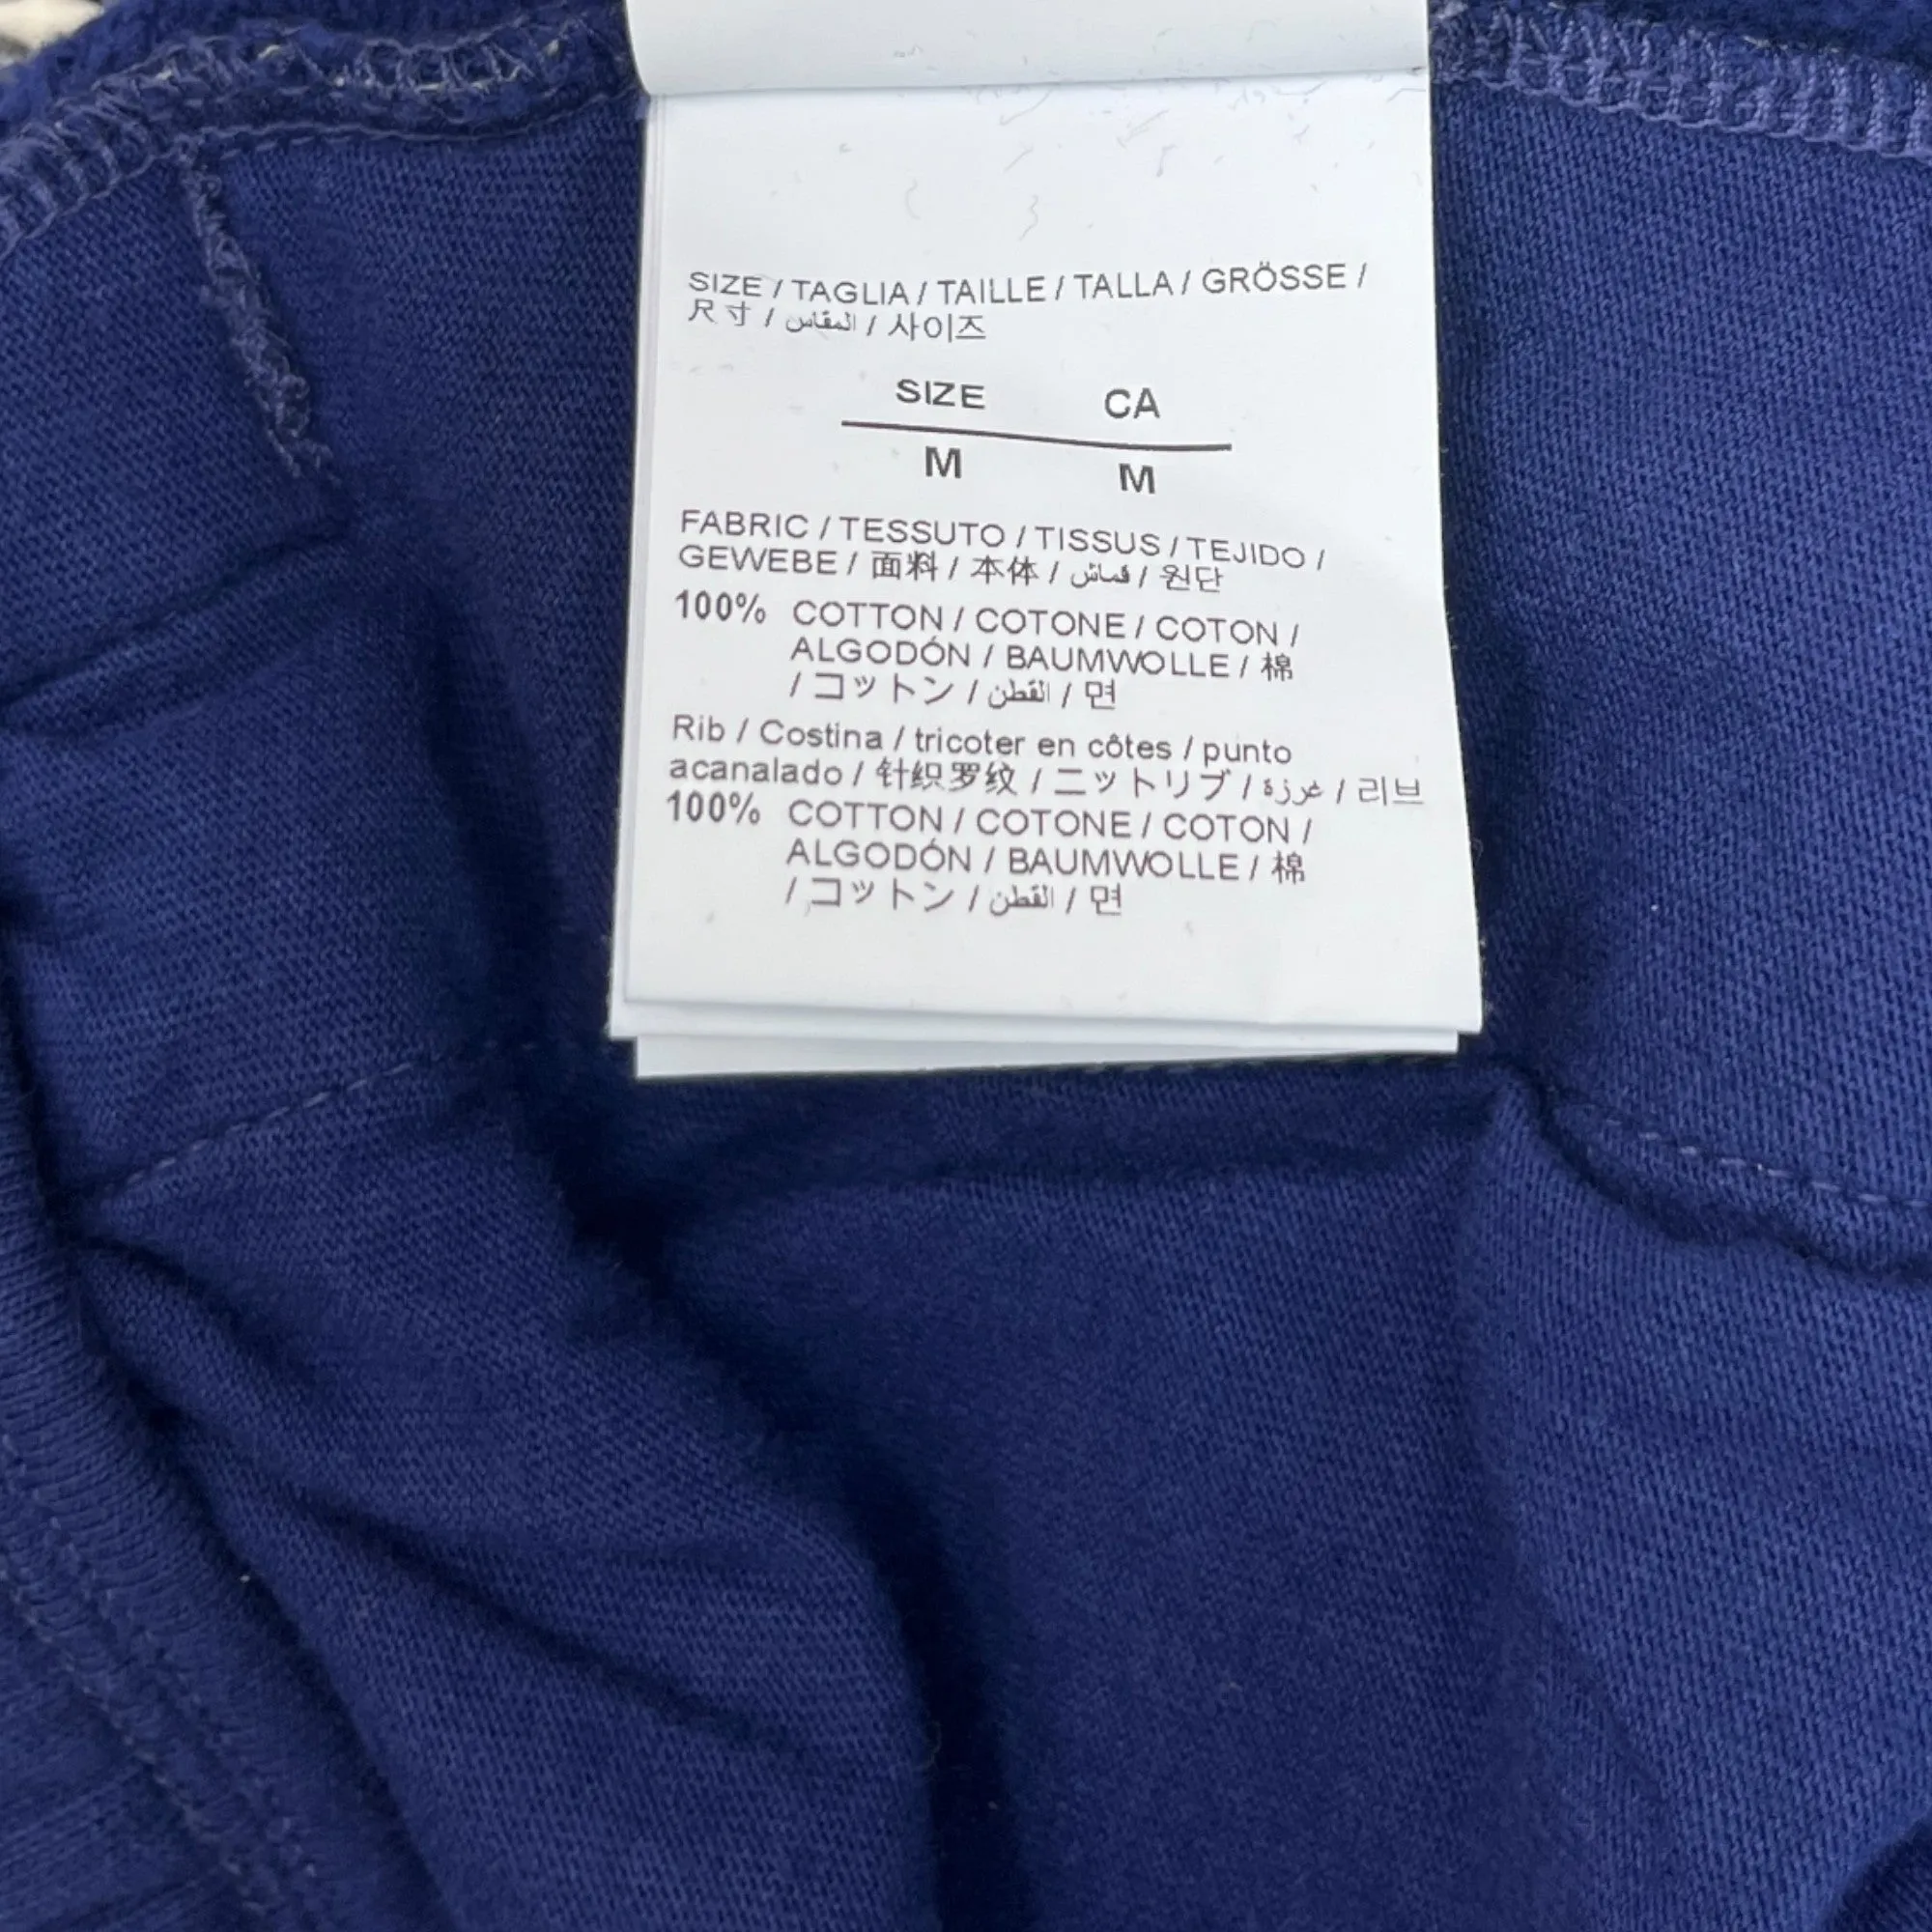 SIZE / TAGLIA / TAILLE / TALLA / GRÖSSE /
尺寸 / المقاس / 사이즈
SIZE CA
M M
FABRIC / TESSUTO / TISSUS / TEJIDO /
GEWEBE / 面料 / 本体 / قماش / 원단
100% COTTON / COTONE / COTON /
ALGODÓN / BAUMWOLLE / 棉
/ コットン / القطن / 면
Rib / Costina / tricoter en côtes / punto
acanalado / 针织罗纹 / ニットリブ / غرزة / 리브
100% COTTON / COTONE / COTON /
ALGODÓN / BAUMWOLLE / 棉
/ コットン / القطن / 면